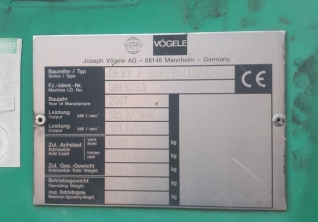 VÖGELE
Joseph Vögele AG – 68146 Mannheim – Germany
Baureihe / Typ
Series / Type
Fz.-Ident.-Nr.
Machine I.D. No.
Baujahr
Year of Manufacture
2007
Leistung kW / min⁻¹
Output
Leistung kW / min⁻¹
Output
Zul. Achslast vorn kg
Admissible front
Axle Load hinten kg
rear
Zul. Ges.-Gewicht kg
Admissible Total Weight
Betriebsgewicht kg
Operating Weight
max. Betriebsgew. kg
Maximum Operating Weight
CE